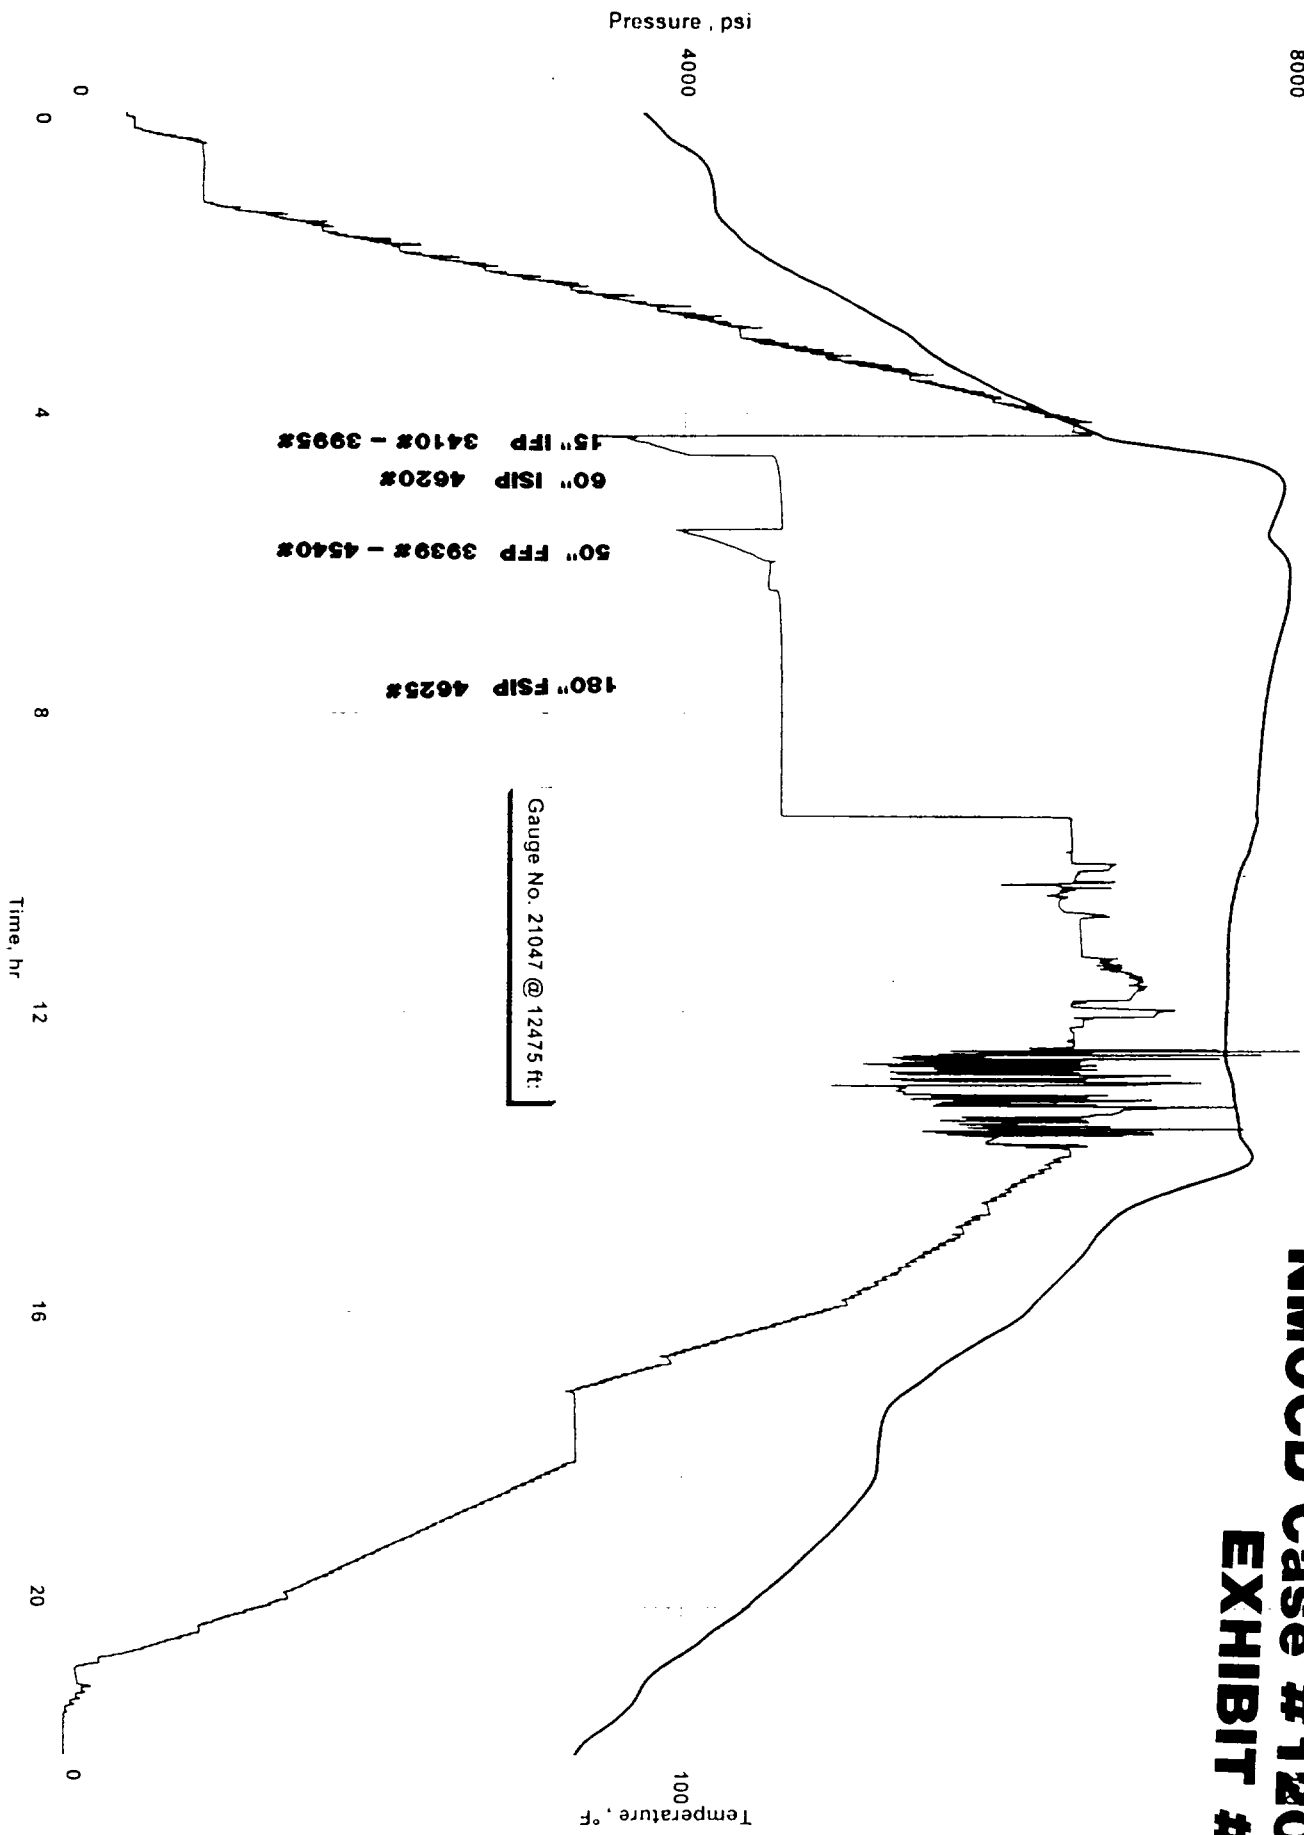 Pressure , psi
8000
4000
0
0
4
8
12
16
20
Time, hr
15" IFP 3410# - 3995#
60" ISIP 4620#
50" FFP 3939# - 4540#
180" FSIP 4625#
Gauge No. 21047 @ 12475 ft:
Case
EXHIBIT #
100
0
Temperature , °F